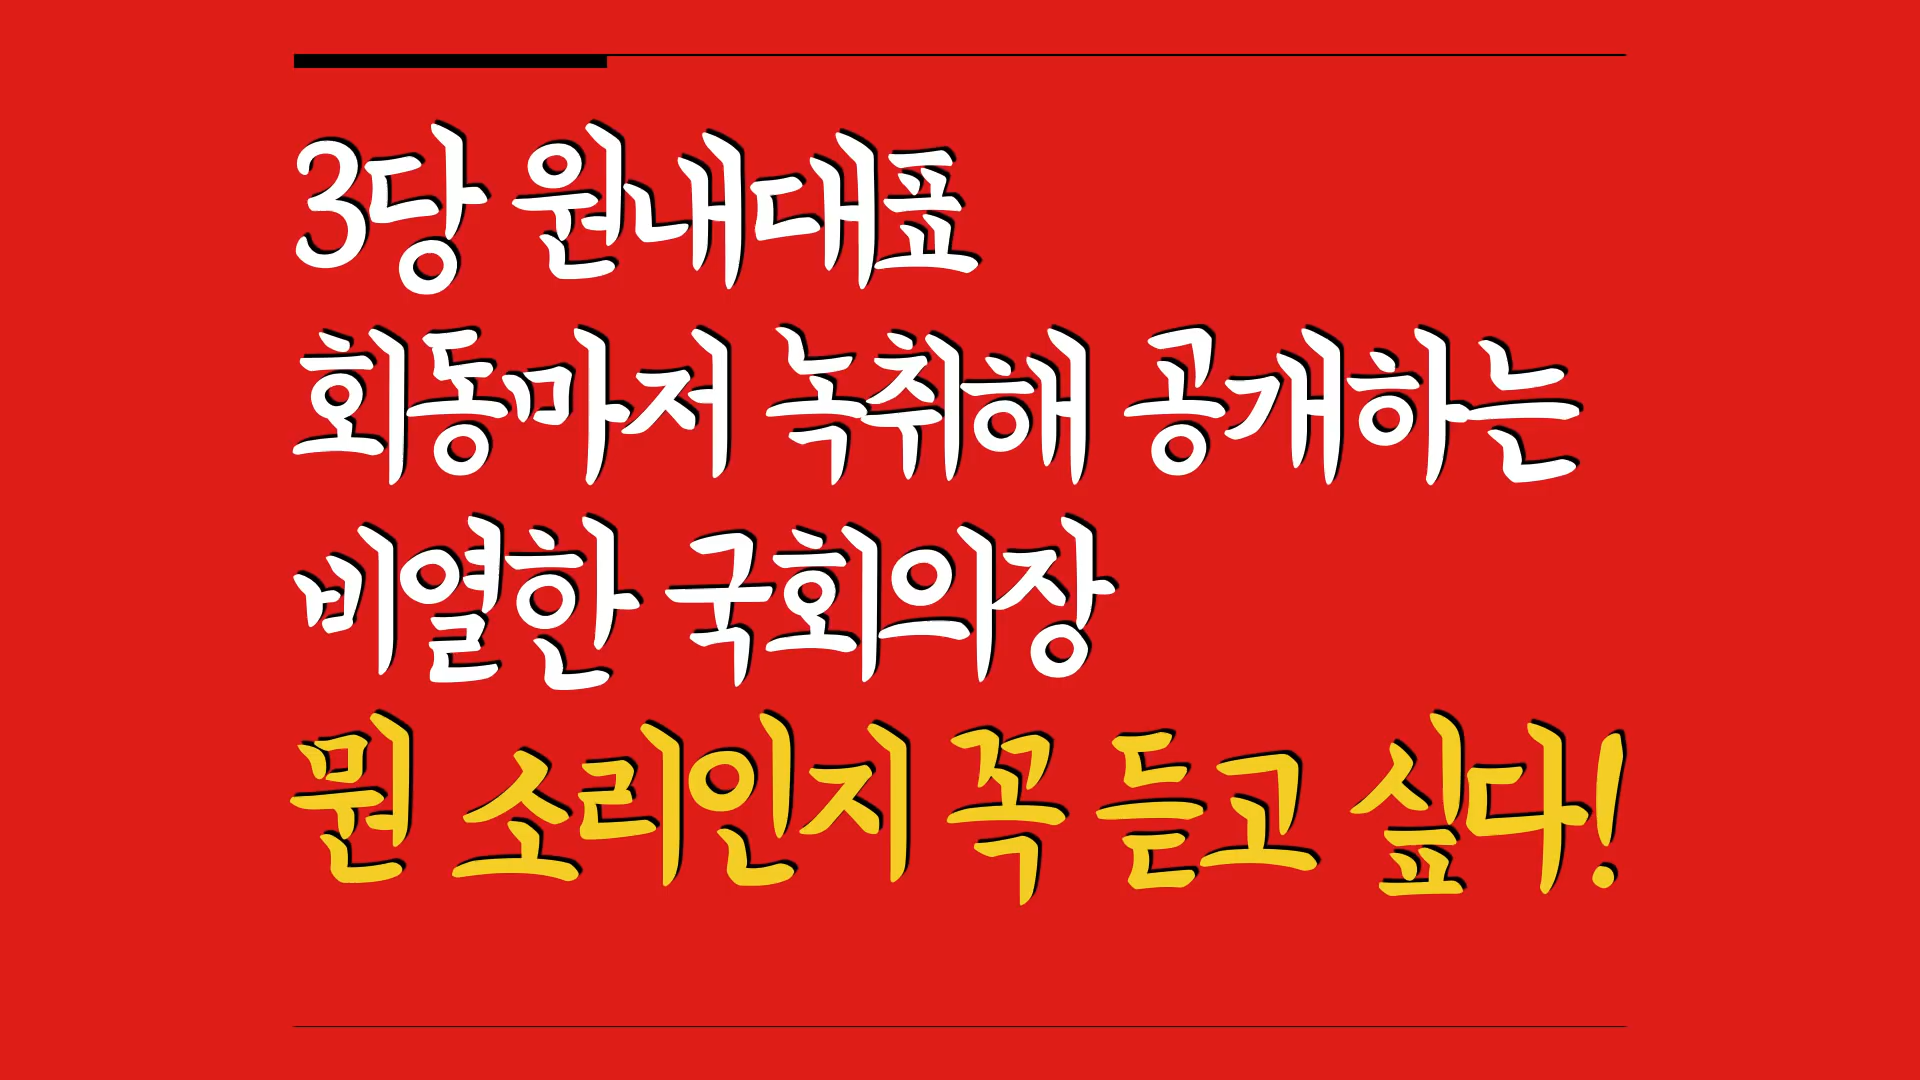 3당 원내대표
회동마저 녹취해 공개하는
비열한 국회의장
뭔 소리인지 꼭 듣고 싶다!